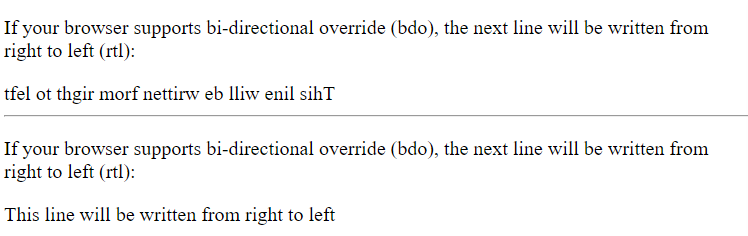 If your browser supports bi-directional override (bdo), the next line will be written from
right to left (rtl):
tfel ot thgir morf nettirw eb lliw enil sihT
If your browser supports bi-directional override (bdo), the next line will be written from
right to left (rtl):
This line will be written from right to left